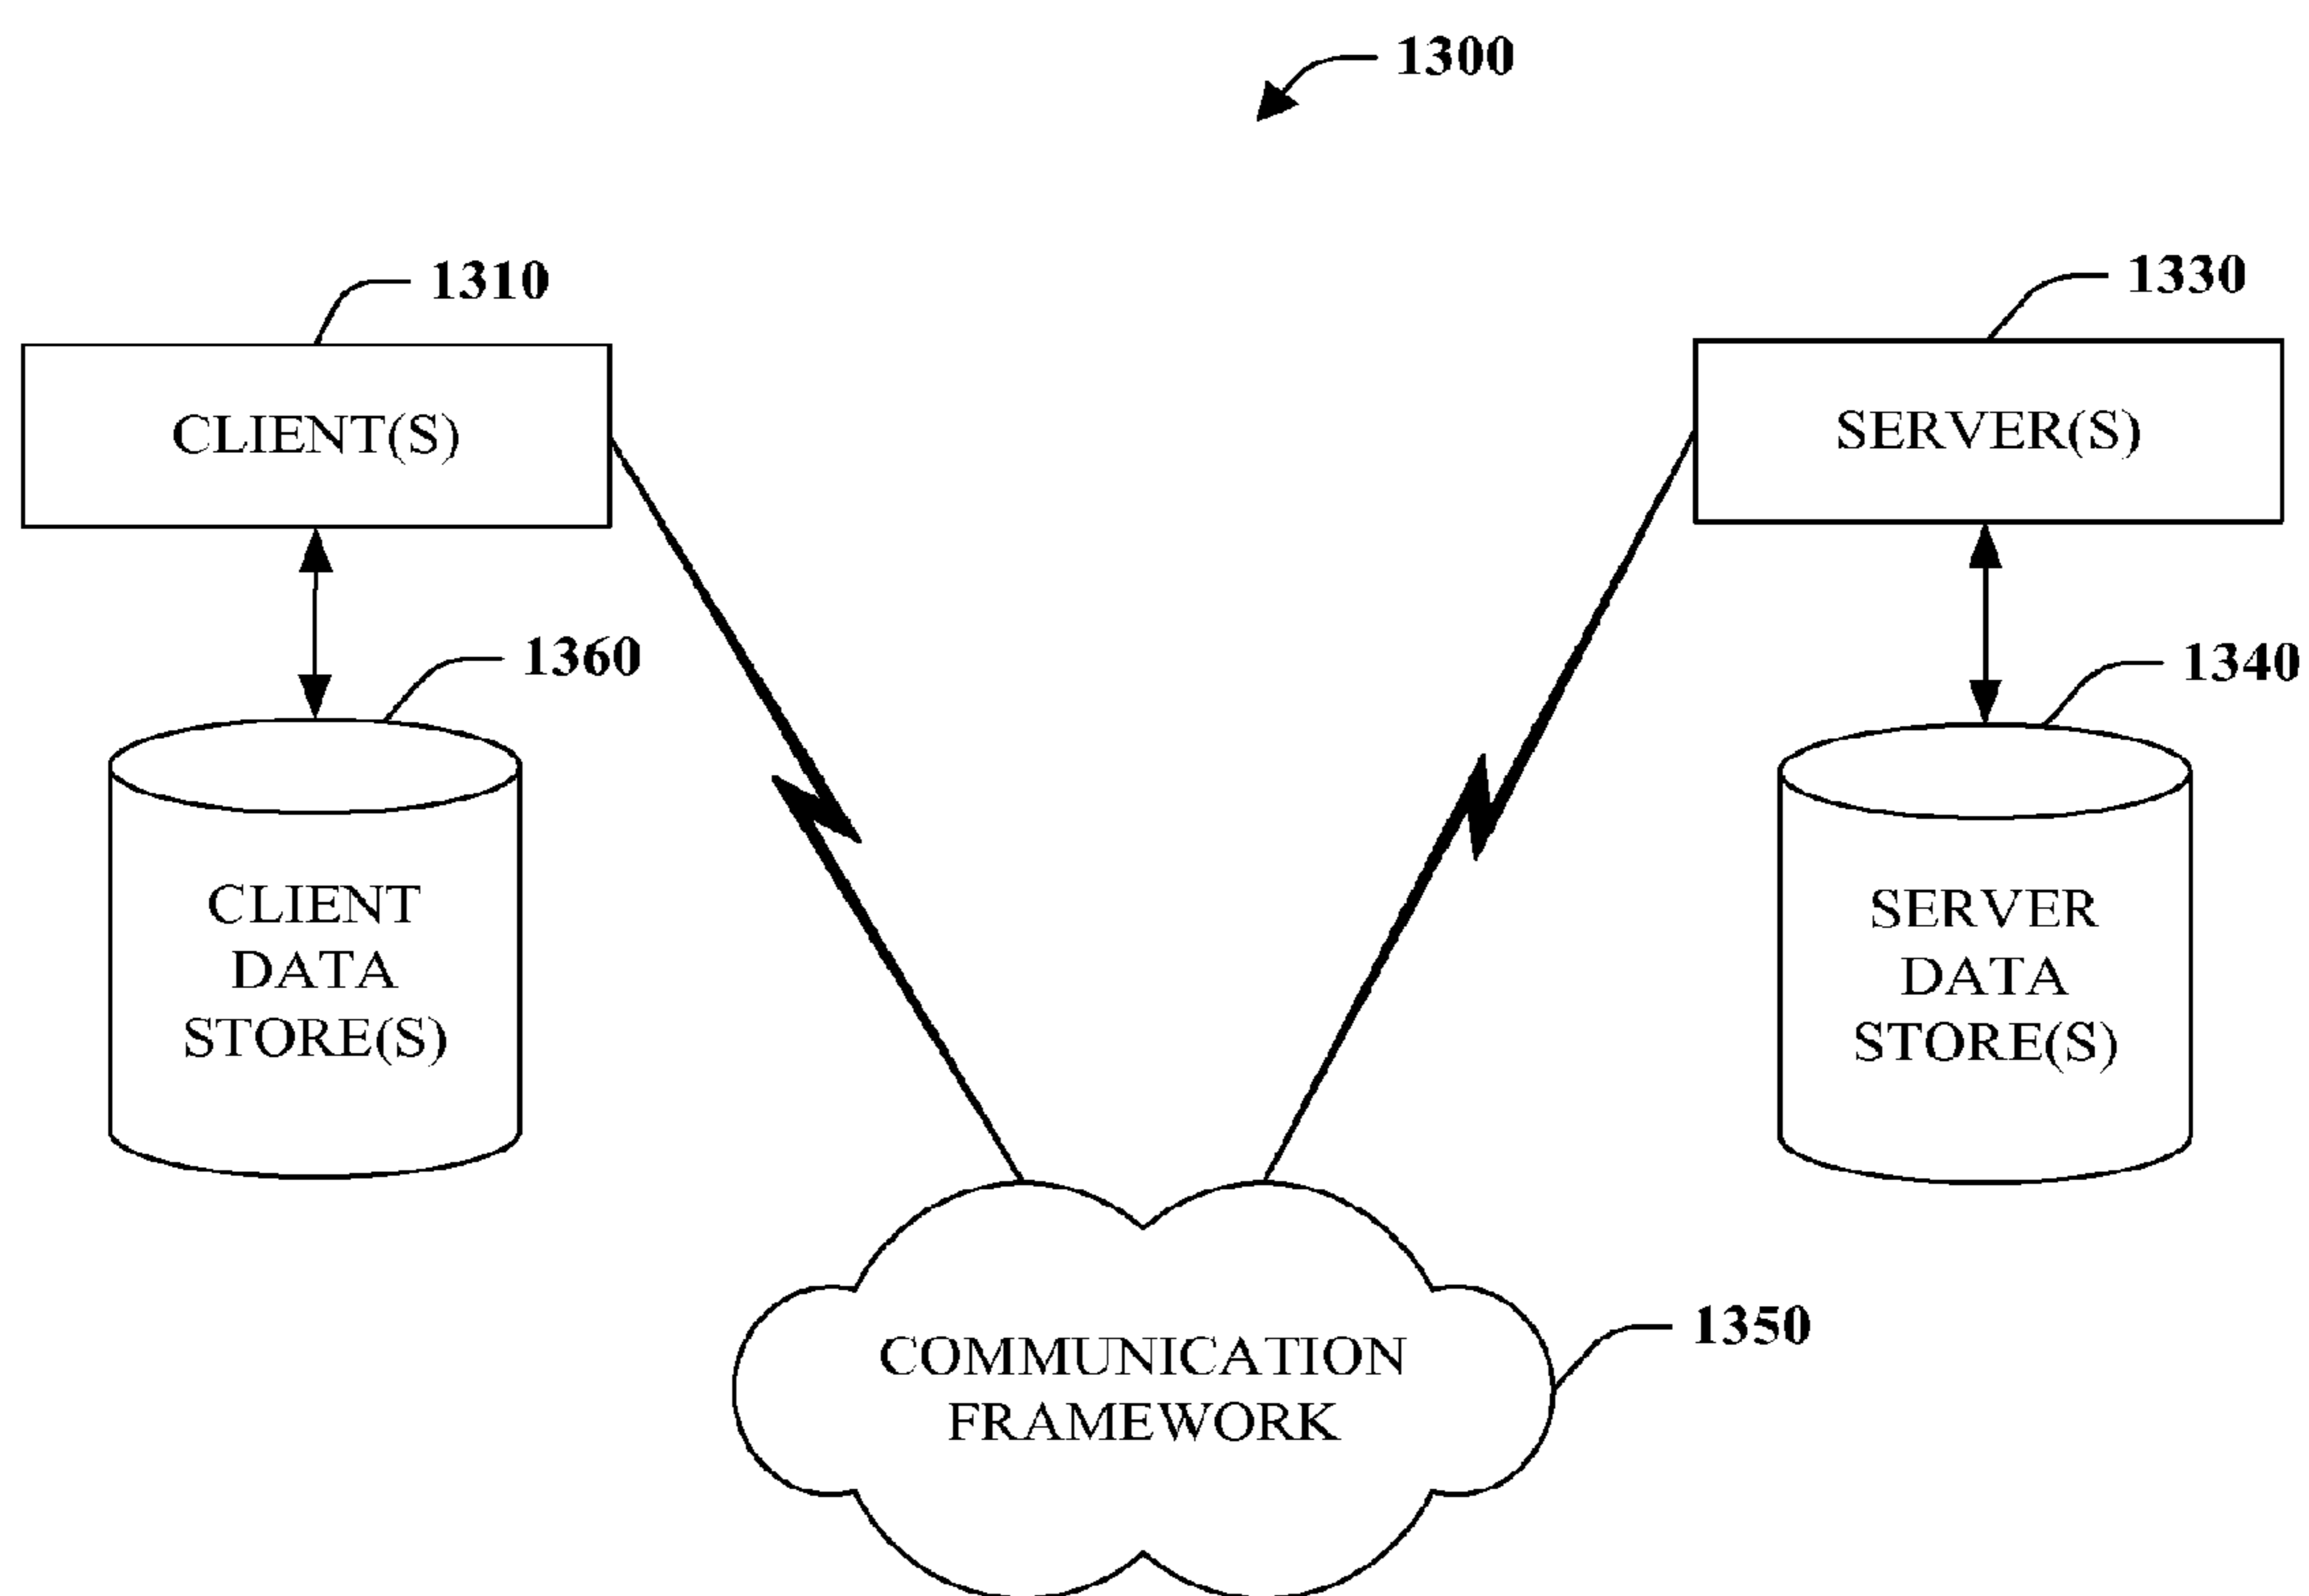 1300
1310
1330
CLIENT(S)
SERVER(S)
1360
1340
CLIENT
DATA
STORE(S)
SERVER
DATA
STORE(S)
1350
COMMUNICATION
FRAMEWORK